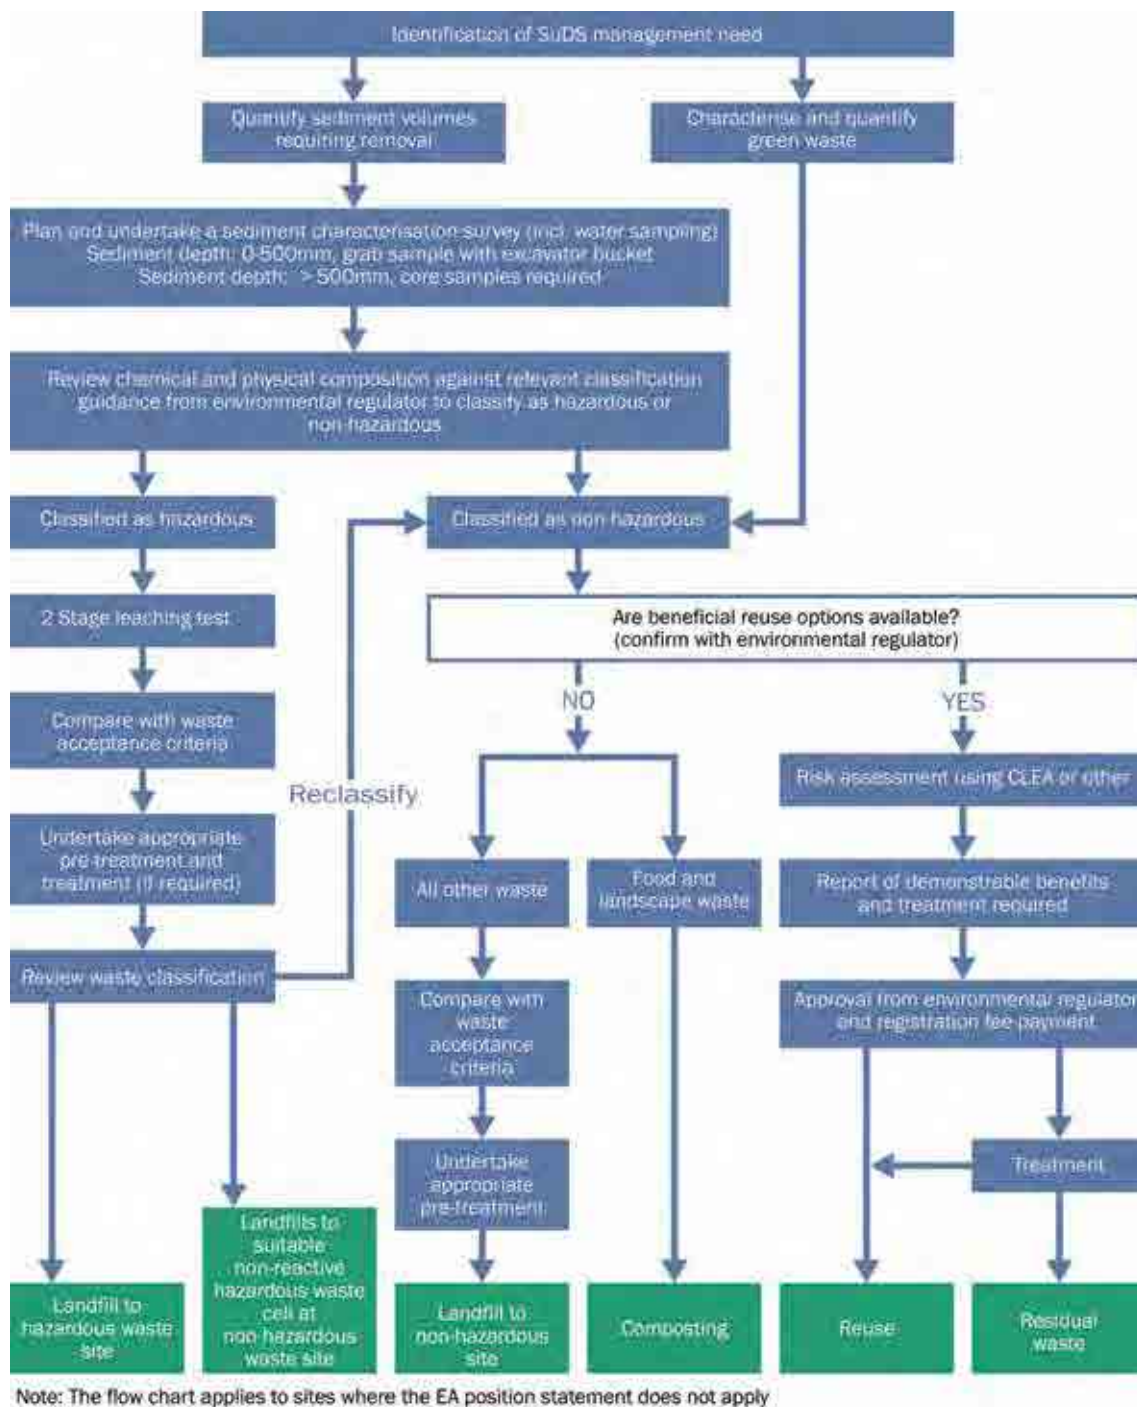 Identification of SuDS management need
Quantify sediment volumes
requiring removal
Characterise and quantify
green waste
Plan and undertake a sediment characterisation survey (incl. water sampling)
Sediment depth: 0-500mm, grab sample with excavator bucket
Sediment depth: > 500mm, core samples required
Review chemical and physical composition against relevant classification
guidance from environmental regulator to classify as hazardous or
non-hazardous
Classified as hazardous
Classified as non hazardous
2 Stage leaching test
Are beneficial reuse options available?
(confirm with environmental regulator)
NO
YES
Compare with waste
acceptance criteria
Reclassify
Risk assessment using CLEA or other
Undertake appropriate
pre-treatment and
treatment (if required)
All other waste
Food and
landscape waste
Report of demonstrable benefits
and treatment required
Review waste classification
Compare with
waste
acceptance
criteria
Approval from environmental regulator
and registration fee payment
Undertake
appropriate
pre-treatment
Treatment
Landfill to
hazardous waste
site
Landfills to
suitable
non-reactive
hazardous waste
cell at
non-hazardous
waste site
Landfill to
non-hazardous
site
Composting
Reuse
Residual
waste
Note: The flow chart applies to sites where the EA position statement does not apply